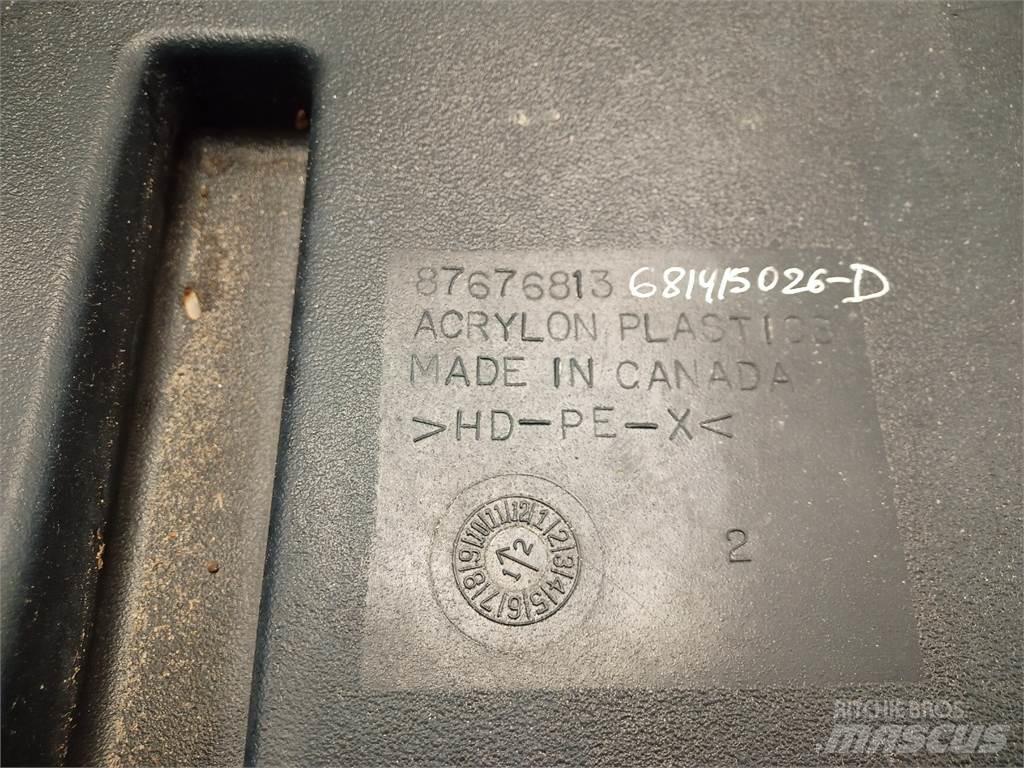 87676813 681415026-D
ACRYLON PLASTICS
MADE IN CANADA
>HD-PE-X<
1 2 3 4 5 6 7 8 9 10 11 12
1 2
2
RITCHIE BROS.
MASCUS